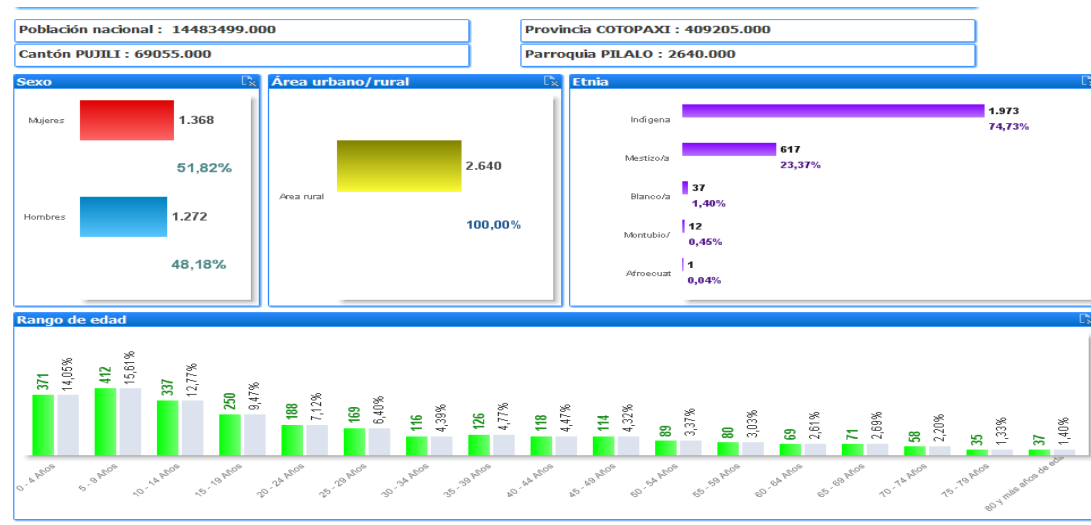 Población nacional : 14483499.000
Provincia COTOPAXI : 409205.000
Cantón PUJILI : 69055.000
Parroquia PILALO : 2640.000
Sexo
Mujeres
1.368
51,82%
Hombres
1.272
48,18%
Área urbano/rural
Area rural
2.640
100,00%
Etnia
Indígena
1.973
74,73%
Mestizo/a
617
23,37%
Blanco/a
37
1,40%
Montubio/
12
0,45%
Afroecuat
1
0,04%
Rango de edad
371 14,05%
412 15,61%
337 12,77%
250 9,47%
188 7,12%
169 6,40%
116 4,39%
126 4,77%
118 4,47%
114 4,32%
89 3,37%
80 3,03%
69 2,61%
71 2,69%
58 2,20%
35 1,33%
37 1,40%
0 - 4 Años
5 - 9 Años
10 - 14 Años
15 - 19 Años
20 - 24 Años
25 - 29 Años
30 - 34 Años
35 - 39 Años
40 - 44 Años
45 - 49 Años
50 - 54 Años
55 - 59 Años
60 - 64 Años
65 - 69 Años
70 - 74 Años
75 - 79 Años
80 y más años de edad